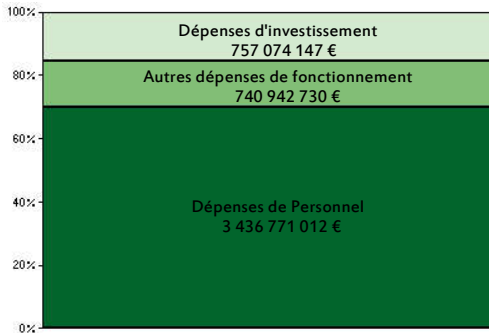 100%
Dépenses d'investissement
757 074 147 €
80%
Autres dépenses de fonctionnement
740 942 730 €
60%
40%
Dépenses de Personnel
3 436 771 012 €
20%
0%